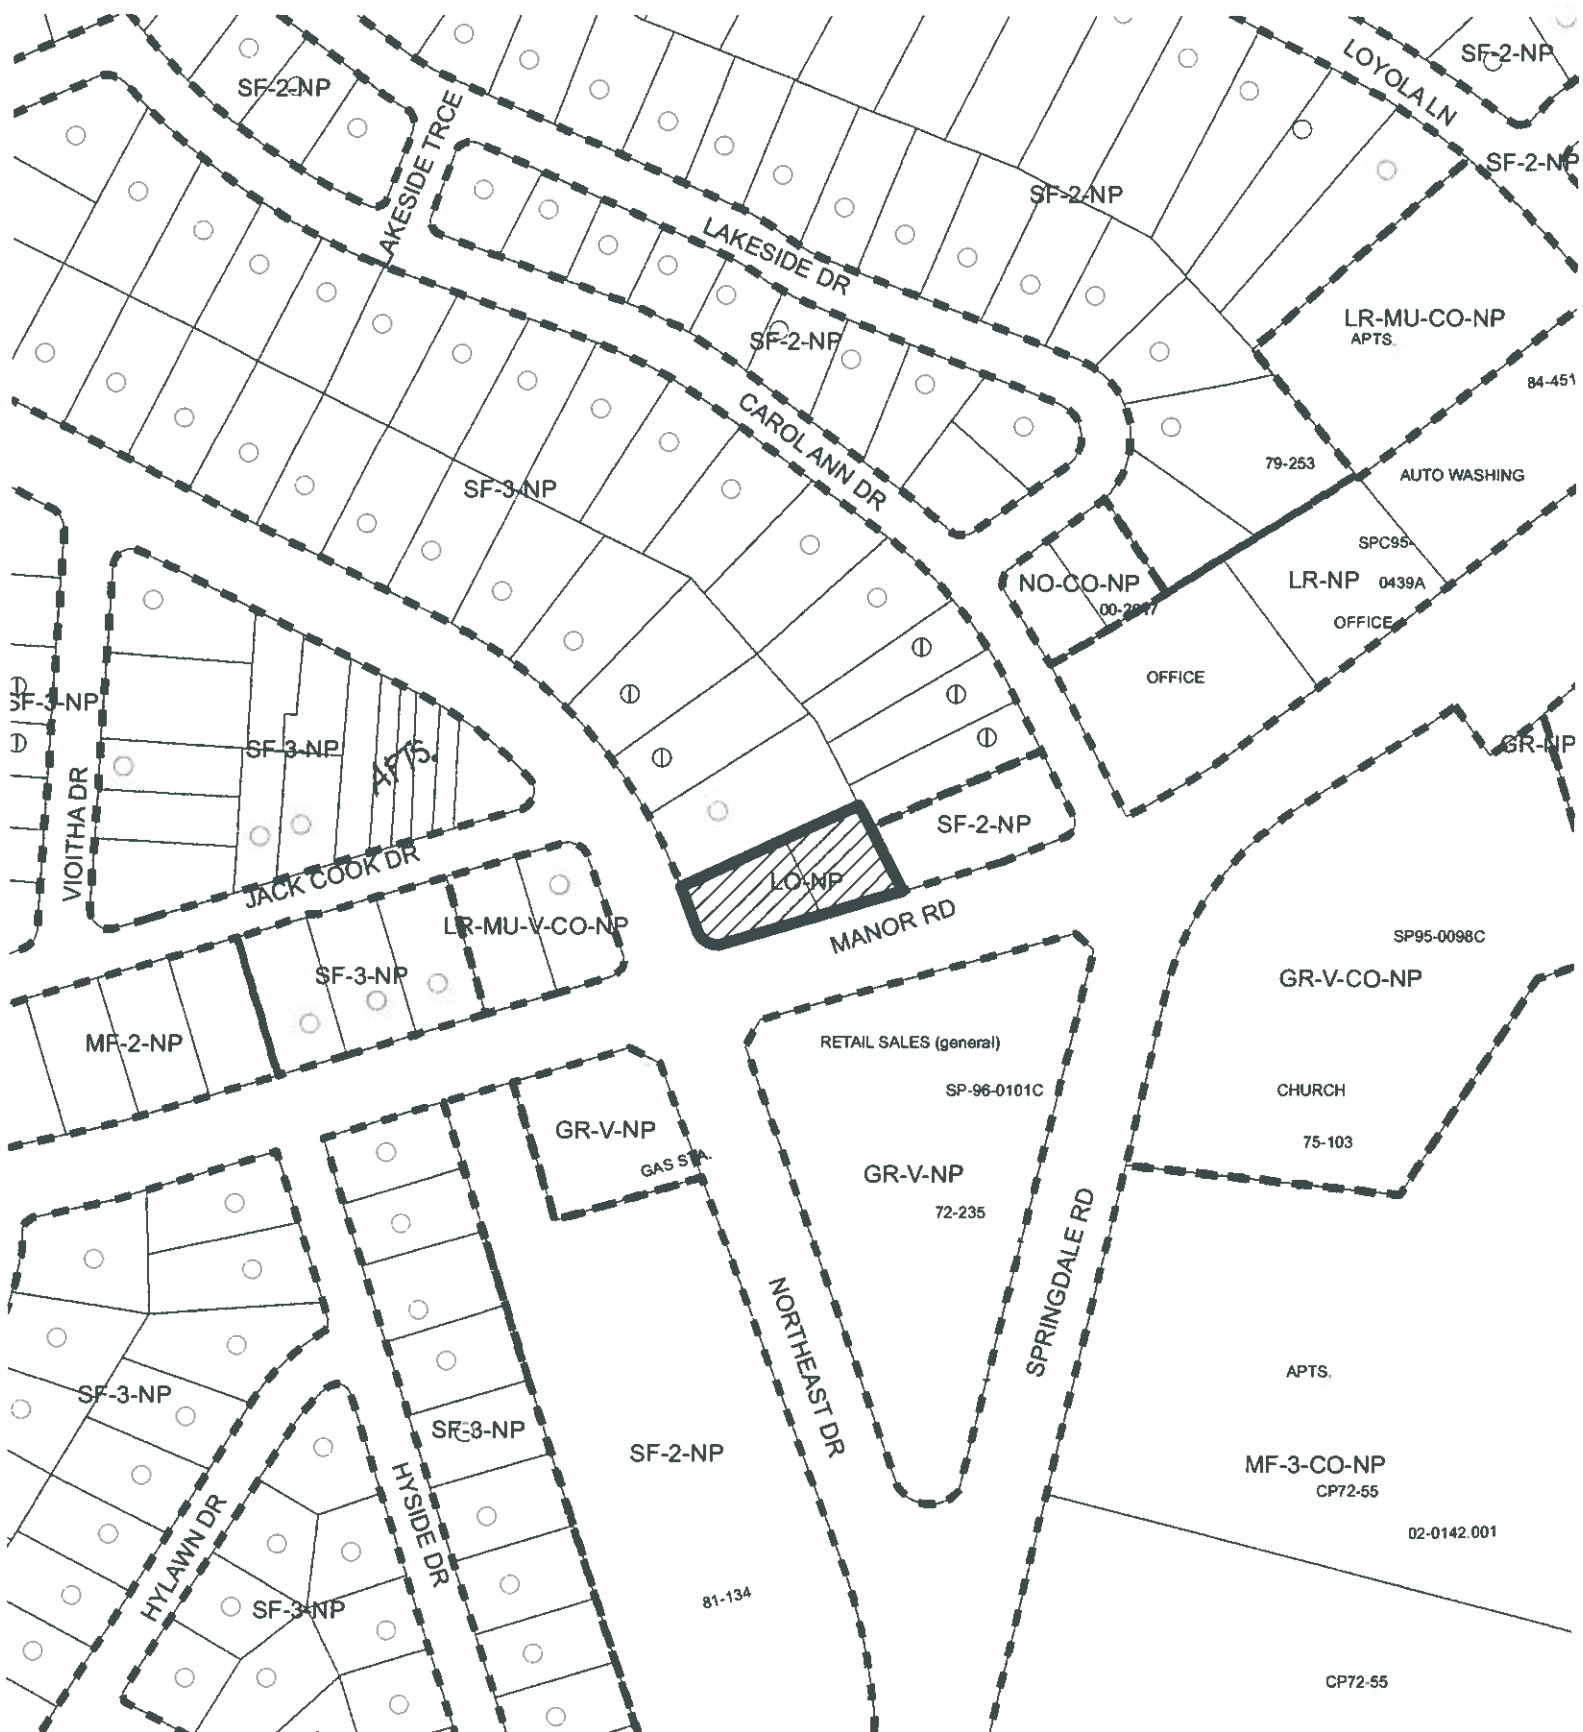 SF-2-NP
LOYOLA LN
SF-2-NP
SF-2-NP
LAKESIDE TRCE
SF-2-NP
LAKESIDE DR
LR-MU-CO-NP
APTS.
SF-2-NP
84-451
CAROL ANN DR
79-253
AUTO WASHING
SF-3-NP
SPC95-
NO-CO-NP
LR-NP
0439A
OFFICE
OFFICE
SF-3-NP
SF-3-NP
APTS.
GR-NP
VIOITHA DR
SF-2-NP
JACK COOK DR
LO-NP
LR-MU-V-CO-NP
MANOR RD
SP95-0098C
SF-3-NP
GR-V-CO-NP
MF-2-NP
RETAIL SALES (general)
SP-96-0101C
CHURCH
GR-V-NP
75-103
GAS STA.
GR-V-NP
72-235
SPRINGDALE RD
NORTHEAST DR
APTS.
SF-3-NP
SF-3-NP
SF-2-NP
MF-3-CO-NP
CP72-55
HYSIDE DR
HYLAWN DR
02-0142.001
81-134
SF-3-NP
CP72-55